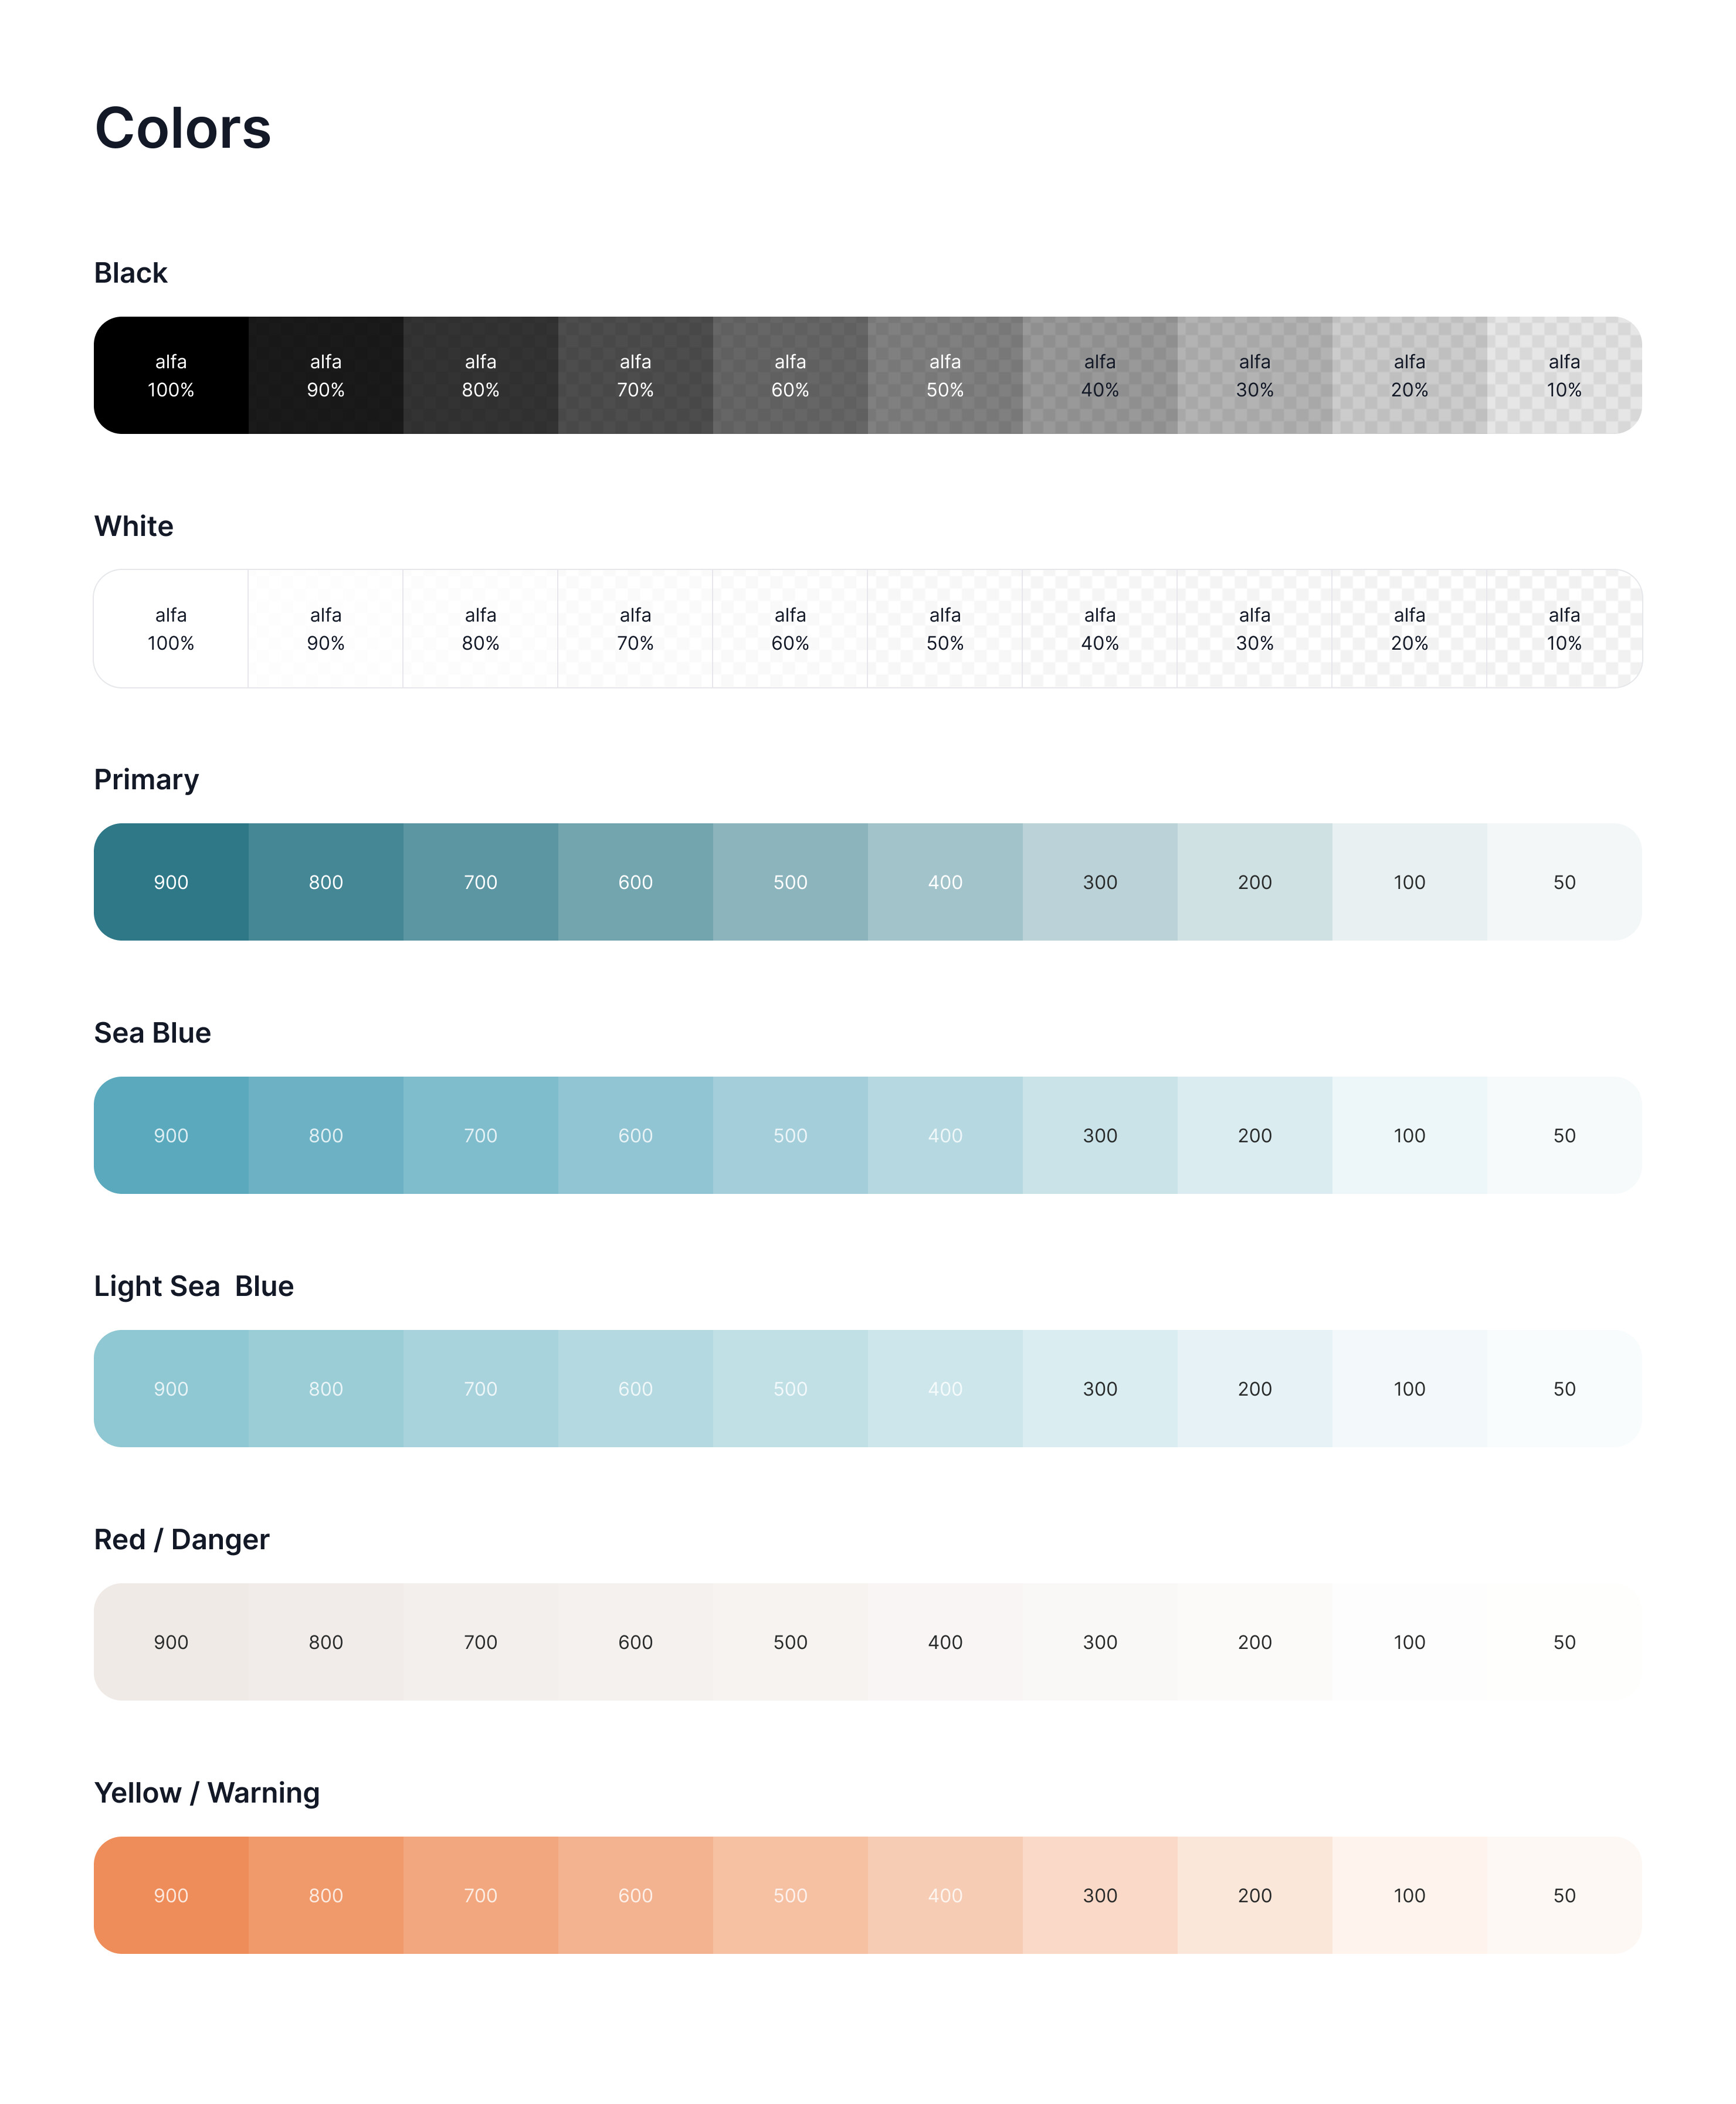 Colors
Black
alfa alfa alfa alfa alfa alfa alfa alfa alfa alfa
100% 90% 80% 70% 60% 50% 40% 30% 20% 10%
White
alfa alfa alfa alfa alfa alfa alfa alfa alfa alfa
100% 90% 80% 70% 60% 50% 40% 30% 20% 10%
Primary
900 800 700 600 500 400 300 200 100 50
Sea Blue
900 800 700 600 500 400 300 200 100 50
Light Sea  Blue
900 800 700 600 500 400 300 200 100 50
Red / Danger
900 800 700 600 500 400 300 200 100 50
Yellow / Warning
900 800 700 600 500 400 300 200 100 50